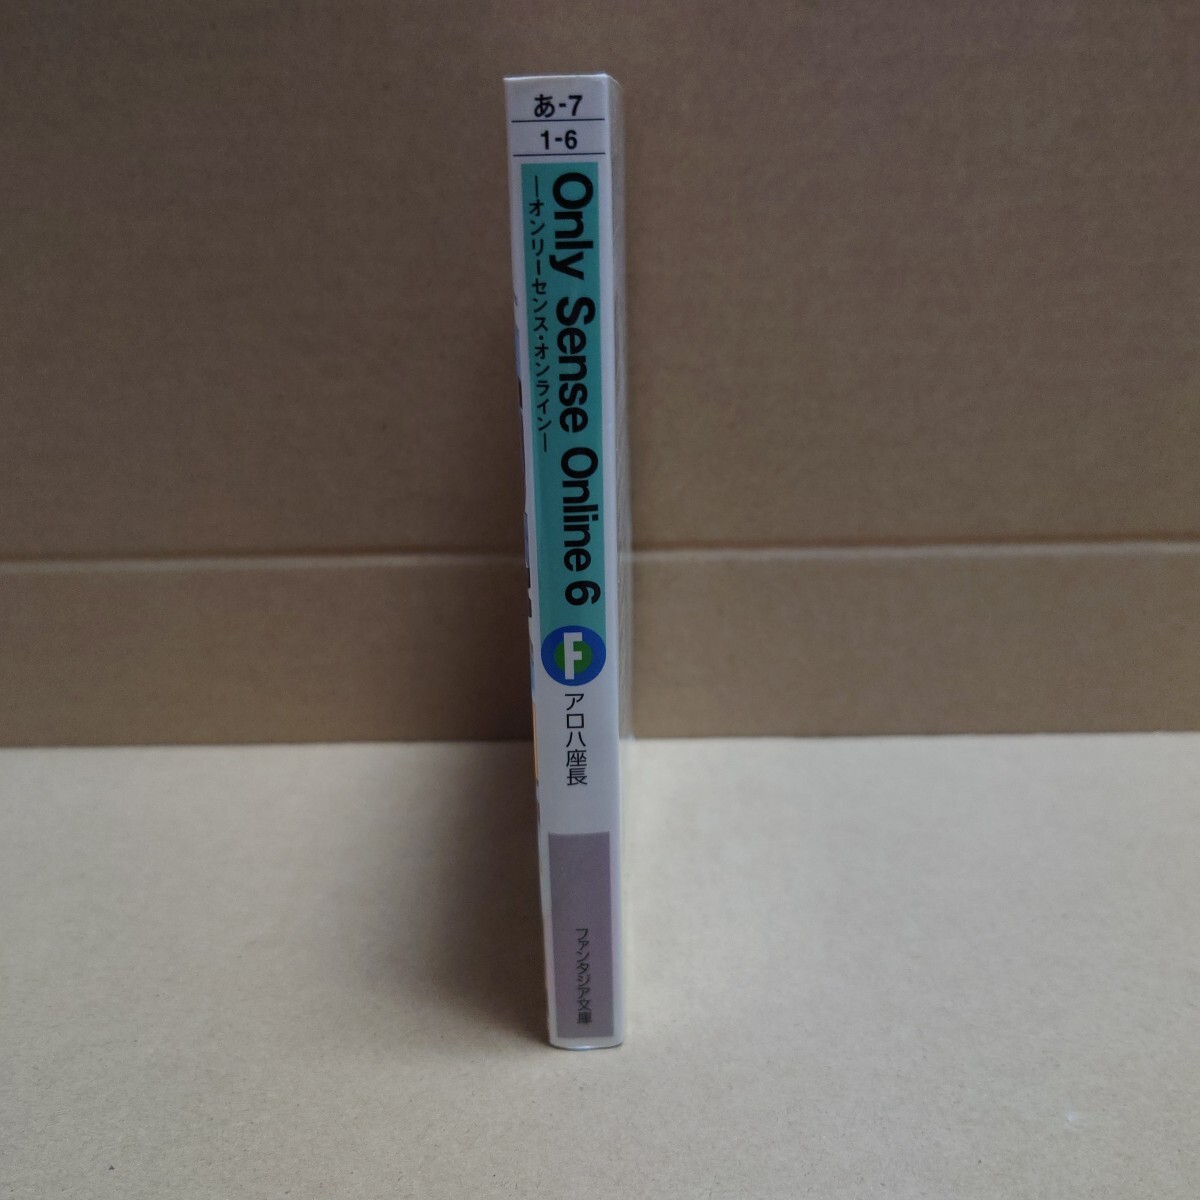 あ-7
1-6
Only Sense Online 6
―オンリーセンス・オンライン―
F
アロハ座長
ファンタジア文庫